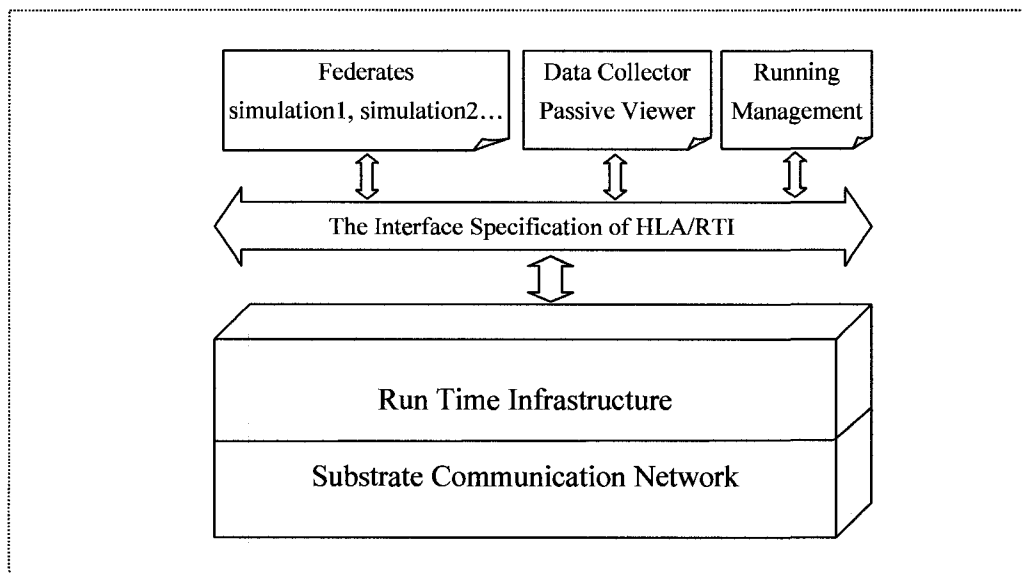 Federates
simulation1, simulation2...
Data Collector
Passive Viewer
Running
Management
The Interface Specification of HLA/RTI
Run Time Infrastructure
Substrate Communication Network